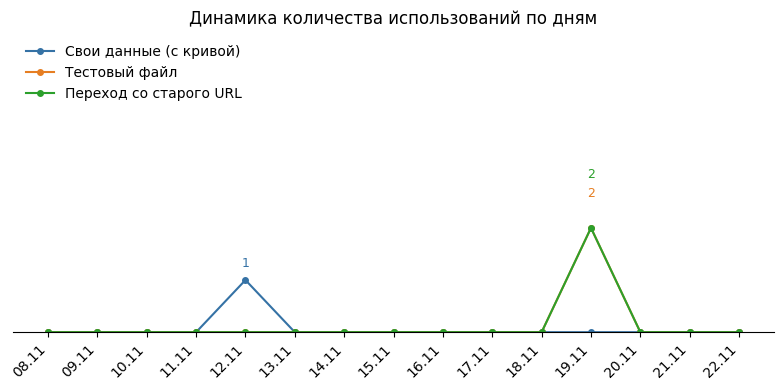 Динамика количества использований по дням
Свои данные (с кривой)
Тестовый файл
Переход со старого URL
2
2
1
08.11 09.11 10.11 11.11 12.11 13.11 14.11 15.11 16.11 17.11 18.11 19.11 20.11 21.11 22.11